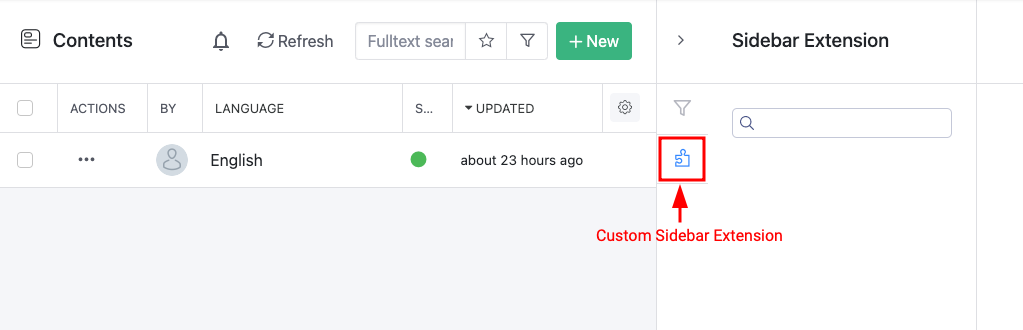 Contents
Refresh
Fulltext sear
+ New
Sidebar Extension
ACTIONS
BY
LANGUAGE
S...
UPDATED
English
about 23 hours ago
Custom Sidebar Extension